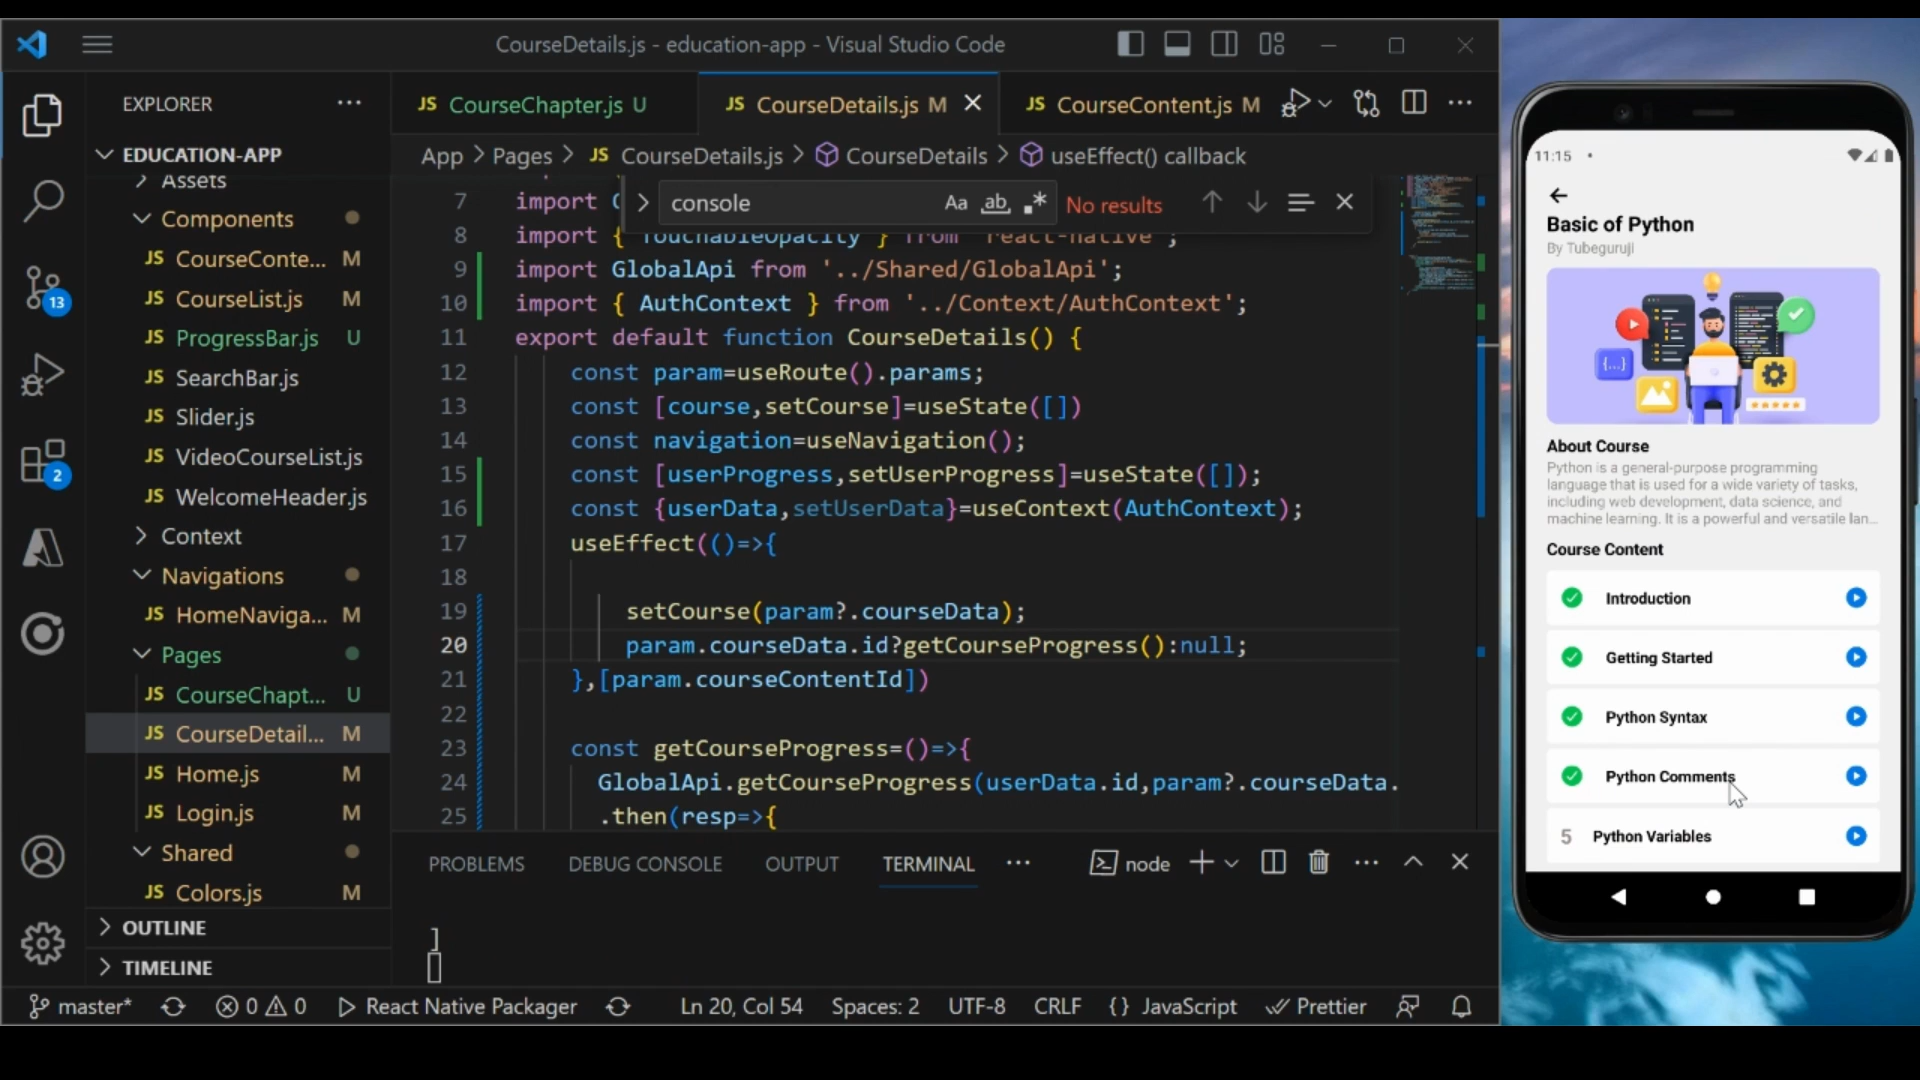 CourseDetails.js - education-app - Visual Studio Code
EXPLORER
EDUCATION-APP
Assets
Components
JS CourseConte... M
JS CourseList.js M
JS ProgressBar.js U
JS SearchBar.js
JS Slider.js
JS VideoCourseList.js
JS WelcomeHeader.js
Context
Navigations
JS HomeNaviga... M
Pages
JS CourseChapt... U
JS CourseDetail... M
JS Home.js M
JS Login.js M
Shared
JS Colors.js M
OUTLINE
TIMELINE
13
2
JS CourseChapter.js U
JS CourseDetails.js M
JS CourseContent.js M
App > Pages > JS CourseDetails.js > CourseDetails > useEffect() callback
console
Aa ab .*
No results
7 import
8 import { TouchableOpacity } from 'react-native';
9 import GlobalApi from '../Shared/GlobalApi';
10 import { AuthContext } from '../Context/AuthContext';
11 export default function CourseDetails() {
12 const param=useRoute().params;
13 const [course,setCourse]=useState([])
14 const navigation=useNavigation();
15 const [userProgress,setUserProgress]=useState([]);
16 const {userData,setUserData}=useContext(AuthContext);
17 useEffect(()=>{
18
19 setCourse(param?.courseData);
20 param.courseData.id?getCourseProgress():null;
21 },[param.courseContentId])
22
23 const getCourseProgress=()=>{
24 GlobalApi.getCourseProgress(userData.id,param?.courseData.
25 .then(resp=>{
PROBLEMS DEBUG CONSOLE OUTPUT TERMINAL
node
]
master* 0 0 React Native Packager Ln 20, Col 54 Spaces: 2 UTF-8 CRLF {} JavaScript Prettier
11:15
Basic of Python
By Tubeguruji
{...}
About Course
Python is a general-purpose programming
language that is used for a wide variety of tasks,
including web development, data science, and
machine learning. It is a powerful and versatile lan...
Course Content
Introduction
Getting Started
Python Syntax
Python Comments
5 Python Variables